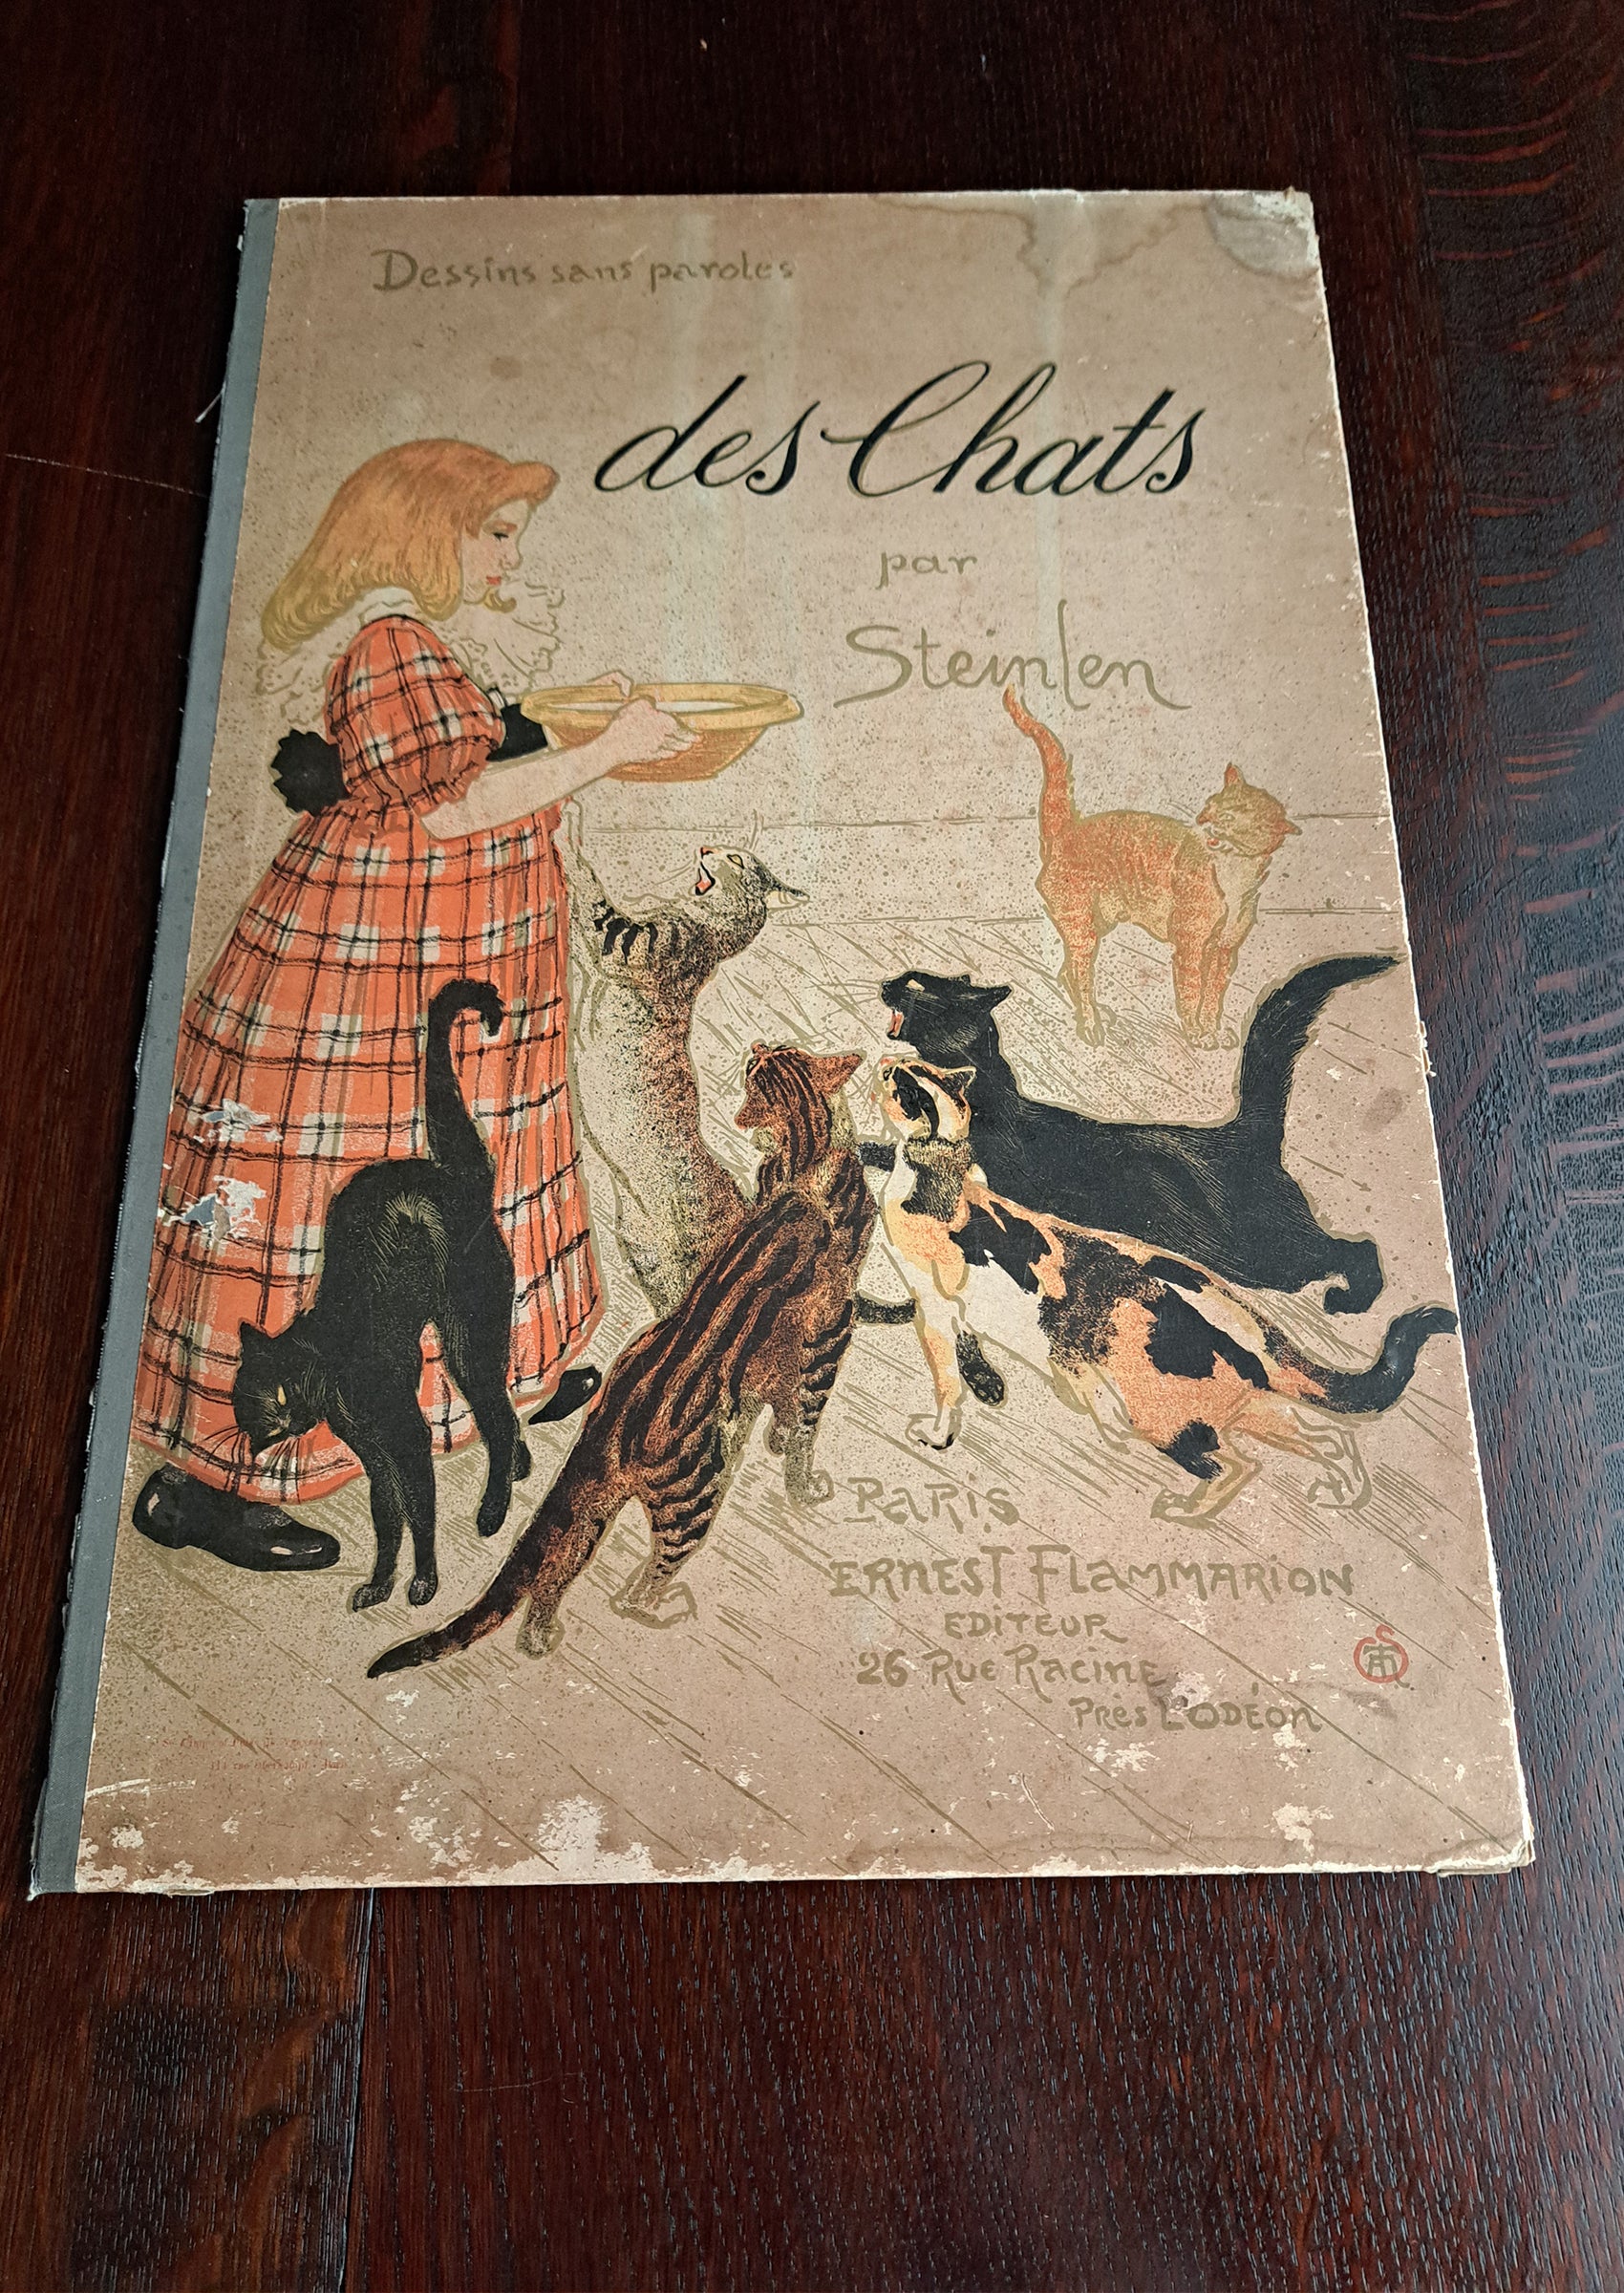 Dessins sans paroles
des Chats
par
Steinlen
PARIS
ERNEST FLAMMARION
EDITEUR
26 RUE RACINE
PRÈS L'ODÉON